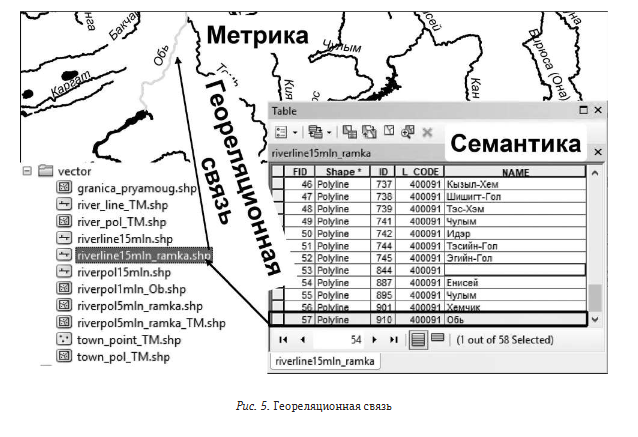 Бакчар
Обь
Метрика
Чулым
Кия
Кан
Бирюса (Она)
Каргат
Геореляционная
связь
Table
Семантика
riverline15mln_ramka
FID Shape * ID L_CODE NAME
46 Polyline 737 400091 Кызыл-Хем
47 Polyline 738 400091 Шишигт-Гол
48 Polyline 739 400091 Тэс-Хэм
49 Polyline 741 400091 Чулым
50 Polyline 742 400091 Идэр
51 Polyline 744 400091 Тэсийн-Гол
52 Polyline 745 400091 Эгийн-Гол
53 Polyline 844 400091
54 Polyline 887 400091 Енисей
55 Polyline 895 400091 Чулым
56 Polyline 901 400091 Хемчик
57 Polyline 910 400091 Обь
54
(1 out of 58 Selected)
riverline15mln_ramka
vector
granica_pryamoug.shp
river_line_TM.shp
river_pol_TM.shp
riverline15mln.shp
riverline15mln_ramka.shp
riverpol15mln.shp
riverpol1mln_Ob.shp
riverpol5mln_ramka.shp
riverpol5mln_ramka_TM.shp
town_point_TM.shp
town_pol_TM.shp
Рис. 5. Геореляционная связь